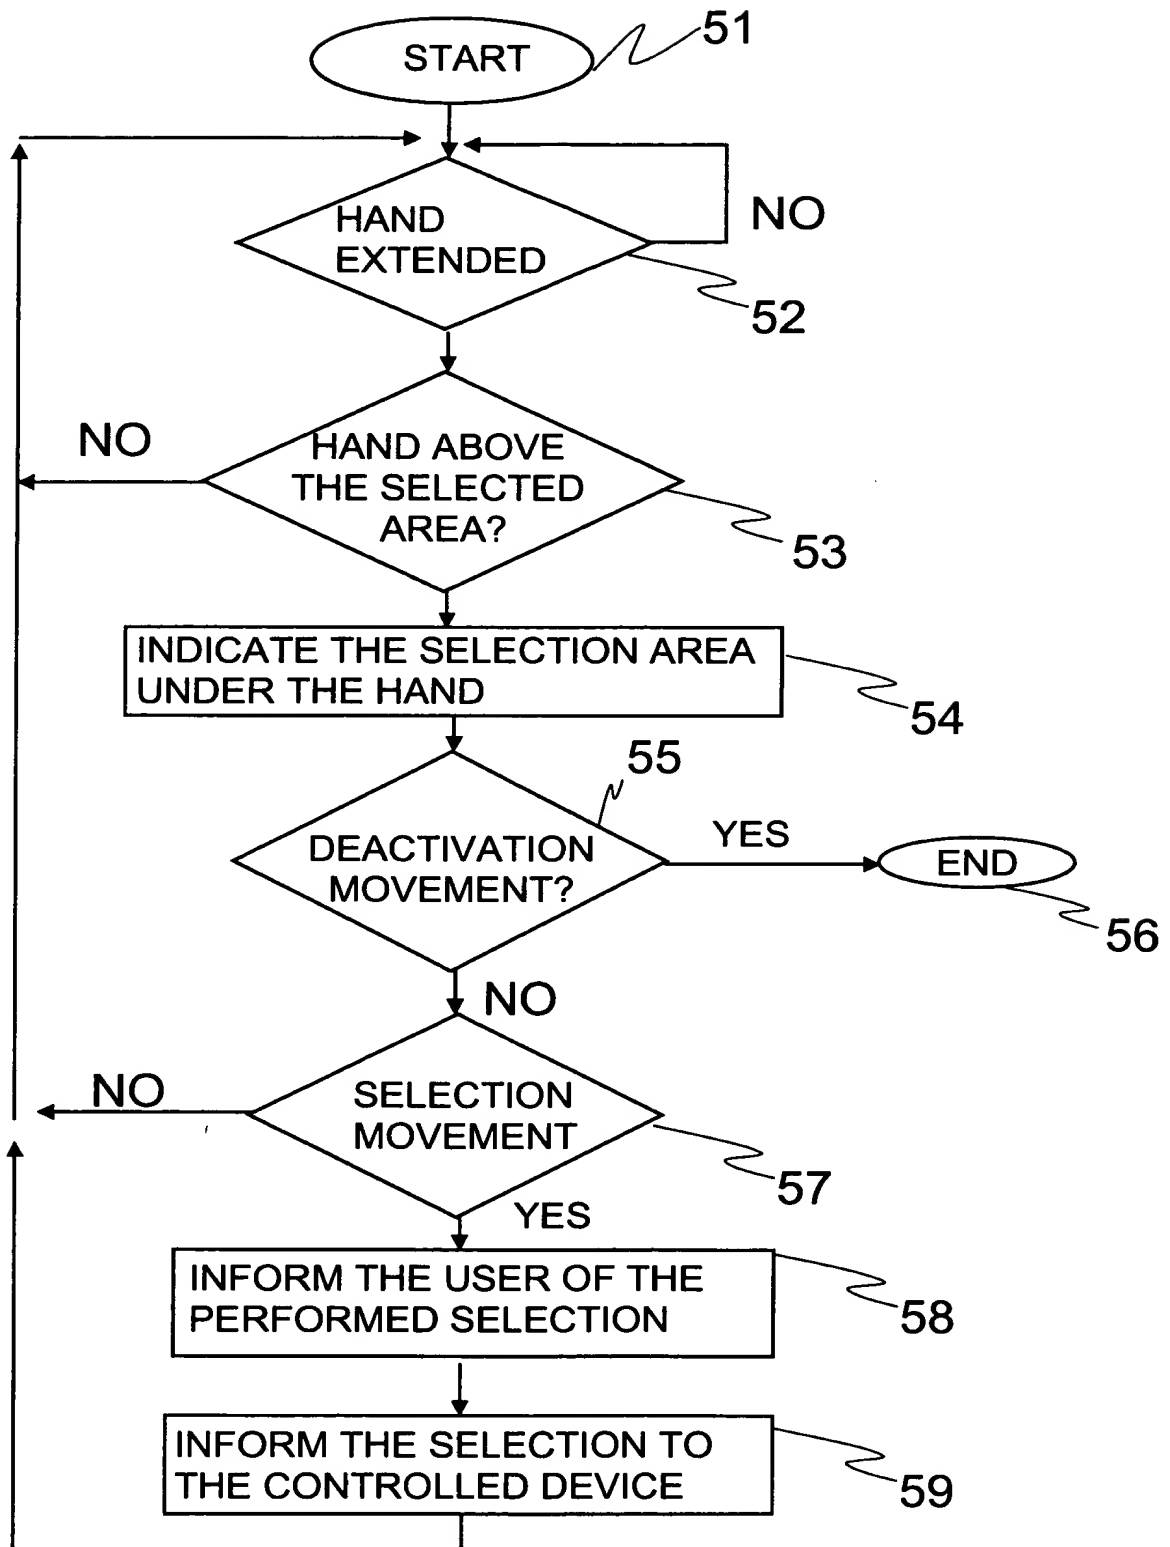 START
51
HAND
EXTENDED
NO
52
NO
HAND ABOVE
THE SELECTED
AREA?
53
INDICATE THE SELECTION AREA
UNDER THE HAND
54
55
DEACTIVATION
MOVEMENT?
YES
END
56
NO
NO
SELECTION
MOVEMENT
57
YES
INFORM THE USER OF THE
PERFORMED SELECTION
58
INFORM THE SELECTION TO
THE CONTROLLED DEVICE
59